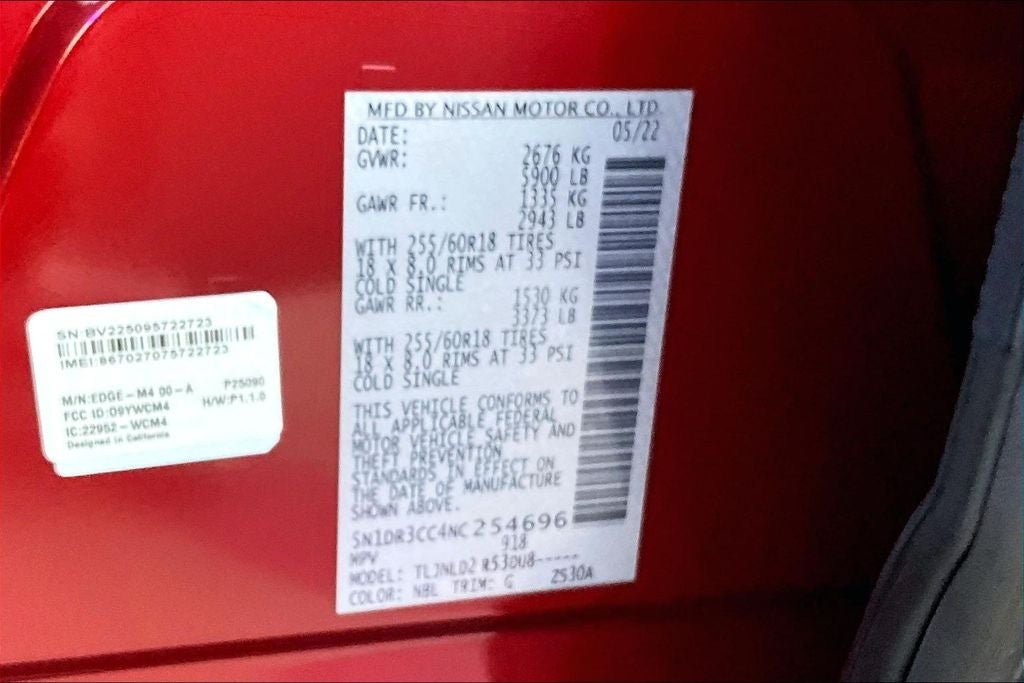 SN:BV225095722723
IMEI:867027075722723
M/N:EDGE-M4 00-A P25090
FCC ID:O9YWCM4 H/W:P1.1.0
IC:22952-WCM4
Designed in California
MFD BY NISSAN MOTOR CO., LTD.
DATE: 05/22
GVWR: 2676 KG
5900 LB
GAWR FR.: 1335 KG
2943 LB
WITH 255/60R18 TIRES
18 X 8.0 RIMS AT 33 PSI
COLD SINGLE
GAWR RR.: 1530 KG
3373 LB
WITH 255/60R18 TIRES
18 X 8.0 RIMS AT 33 PSI
COLD SINGLE
THIS VEHICLE CONFORMS TO
ALL APPLICABLE FEDERAL
MOTOR VEHICLE SAFETY AND
THEFT PREVENTION
STANDARDS IN EFFECT ON
THE DATE OF MANUFACTURE
SHOWN ABOVE.
5N1DR3CC4NC254696
MPV 918
MODEL: TLJNLD2 R53DU8-----
COLOR: NBL TRIM: G 2S30A